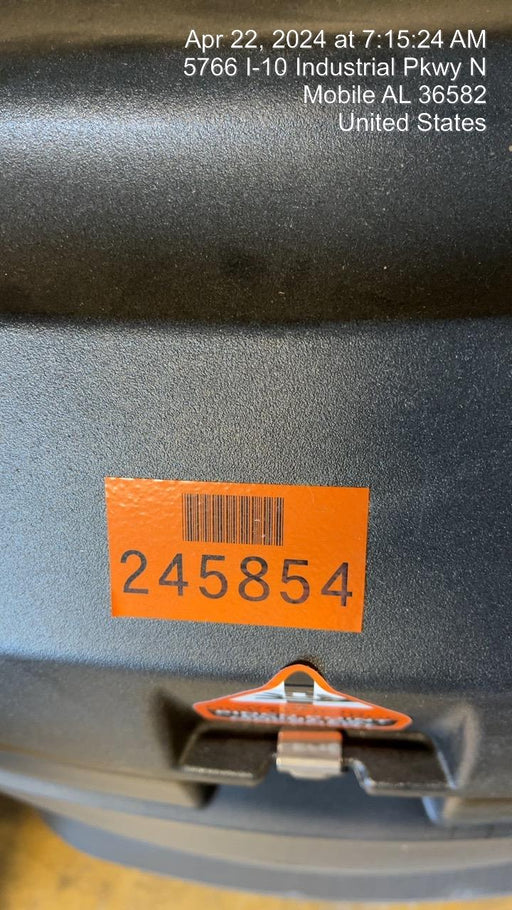 Apr 22, 2024 at 7:15:24 AM
5766 I-10 Industrial Pkwy N
Mobile AL 36582
United States
245854